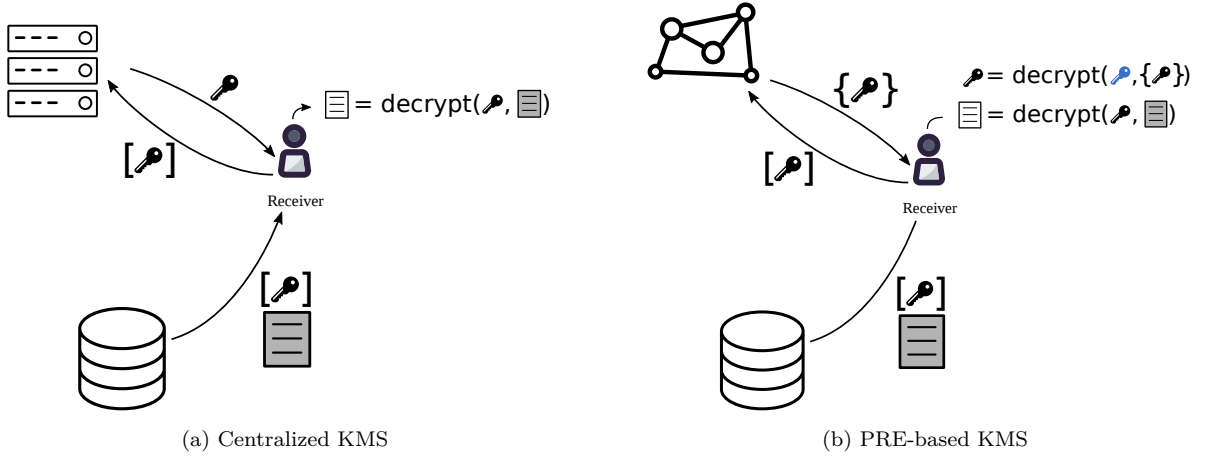 = decrypt( , )
[ ]
Receiver
[ ]
(a) Centralized KMS
= decrypt( ,{ })
{ }
= decrypt( , )
[ ]
Receiver
[ ]
(b) PRE-based KMS